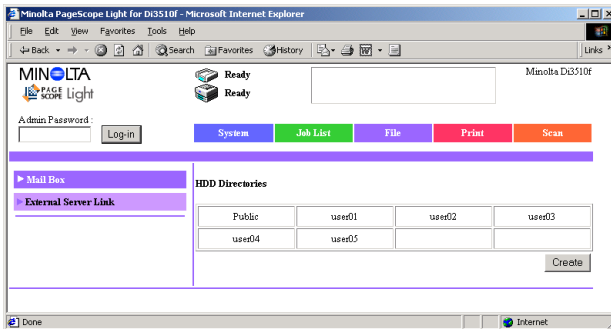 Minolta PageScope Light for Di3510f - Microsoft Internet Explorer
File Edit View Favorites Tools Help
Back Search Favorites History Links »
MINOLTA
PAGE SCOPE Light
Ready
Ready
Minolta Di3510f
Admin Password :
Log-in
System Job List File Print Scan
Mail Box
External Server Link
HDD Directories
Public user01 user02 user03
user04 user05
Create
Done Internet